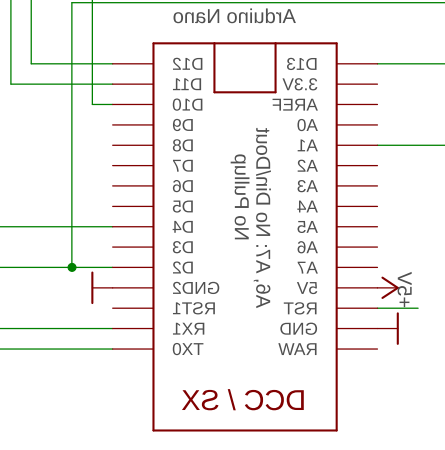 Arduino Nano
D12 D13
D11 3.3V
D10 AREF
D9 A0
D8 A1
D7 A2
D6 A3
D5 A4
D4 A5
D3 A6
D2 A7
GND2 5V
RST1 RST
RX1 GND
TX0 RAW
No Pullup
A6, A7: No Din/Dout
+5V
DCC / SX